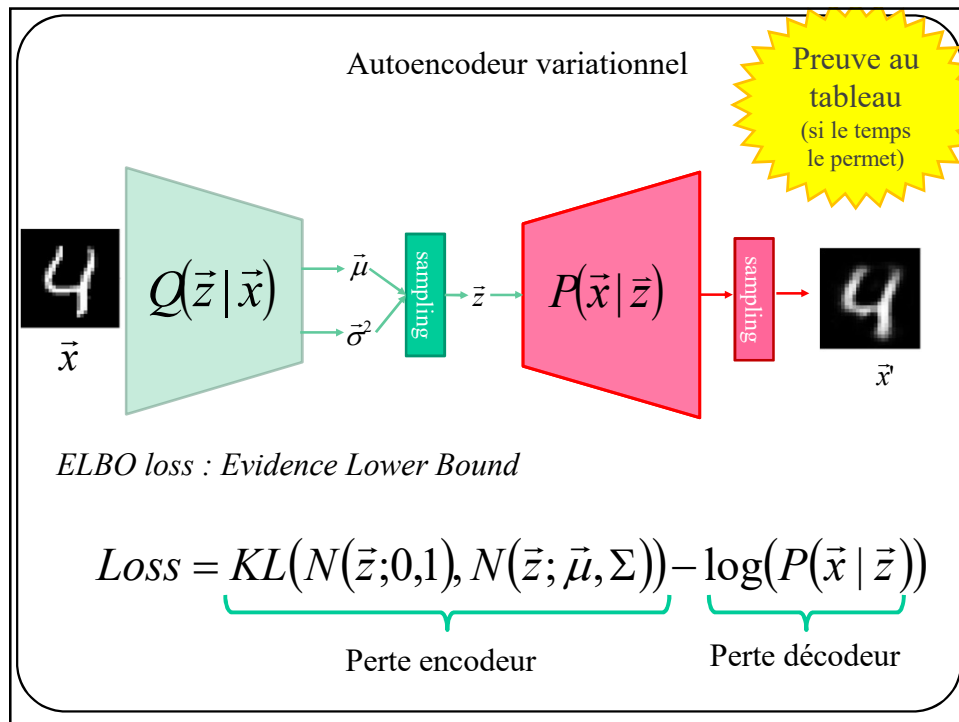 Autoencodeur variationnel
Preuve au
tableau
(si le temps
le permet)
Q(z⃗ | x⃗)
μ⃗
σ⃗²
sampling
z⃗
P(x⃗ | z⃗)
sampling
x⃗
x⃗'
ELBO loss : Evidence Lower Bound
Loss = KL(N(z⃗;0,1), N(z⃗; μ⃗, Σ)) − log(P(x⃗ | z⃗))
Perte encodeur
Perte décodeur